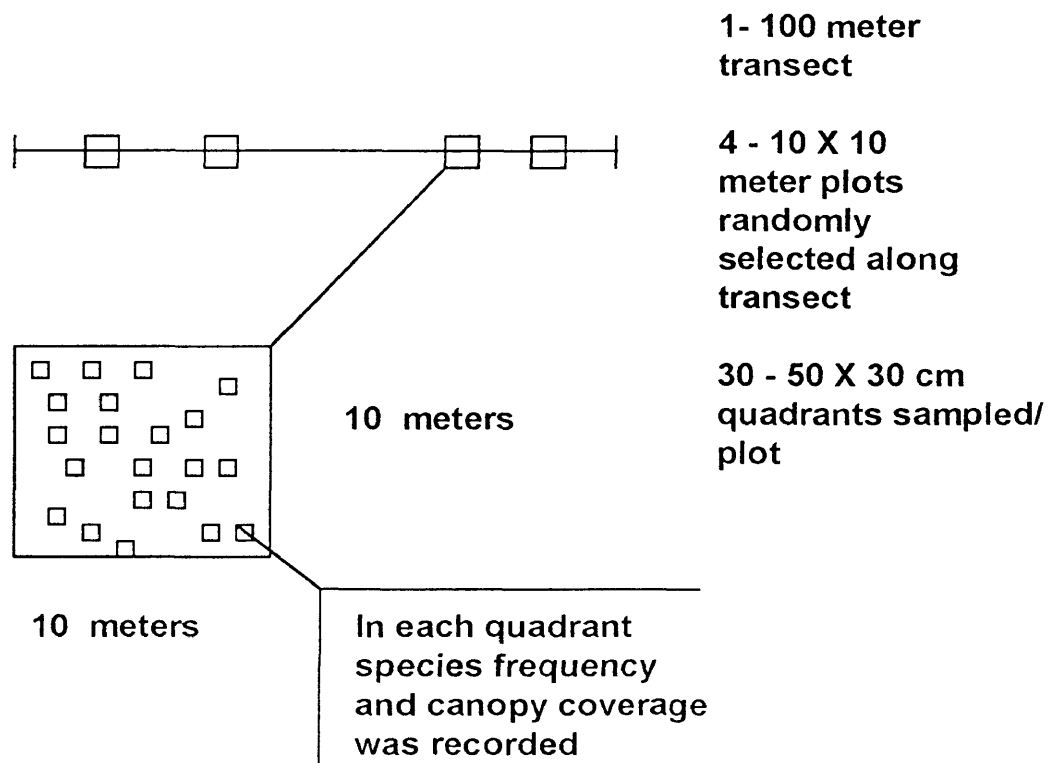 1- 100 meter
transect
4 - 10 X 10
meter plots
randomly
selected along
transect
30 - 50 X 30 cm
quadrants sampled/
plot
10 meters
10 meters
In each quadrant
species frequency
and canopy coverage
was recorded